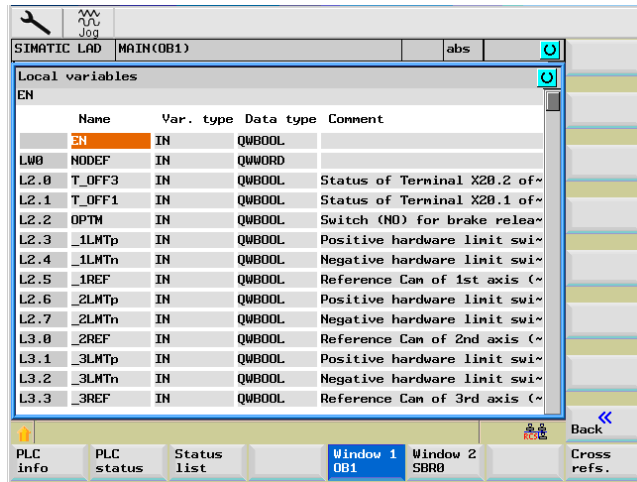 Jog
SIMATIC LAD MAIN(OB1) abs
Local variables
EN
Name Var. type Data type Comment
EN IN QWBOOL
LW0 NODEF IN QWWORD
L2.0 T_OFF3 IN QWBOOL Status of Terminal X20.2 of~
L2.1 T_OFF1 IN QWBOOL Status of Terminal X20.1 of~
L2.2 OPTM IN QWBOOL Switch (NO) for brake relea~
L2.3 _1LMTp IN QWBOOL Positive hardware limit swi~
L2.4 _1LMTn IN QWBOOL Negative hardware limit swi~
L2.5 _1REF IN QWBOOL Reference Cam of 1st axis (~
L2.6 _2LMTp IN QWBOOL Positive hardware limit swi~
L2.7 _2LMTn IN QWBOOL Negative hardware limit swi~
L3.0 _2REF IN QWBOOL Reference Cam of 2nd axis (~
L3.1 _3LMTp IN QWBOOL Positive hardware limit swi~
L3.2 _3LMTn IN QWBOOL Negative hardware limit swi~
L3.3 _3REF IN QWBOOL Reference Cam of 3rd axis (~
RCS
« Back
PLC info
PLC status
Status list
Window 1 OB1
Window 2 SBR0
Cross refs.